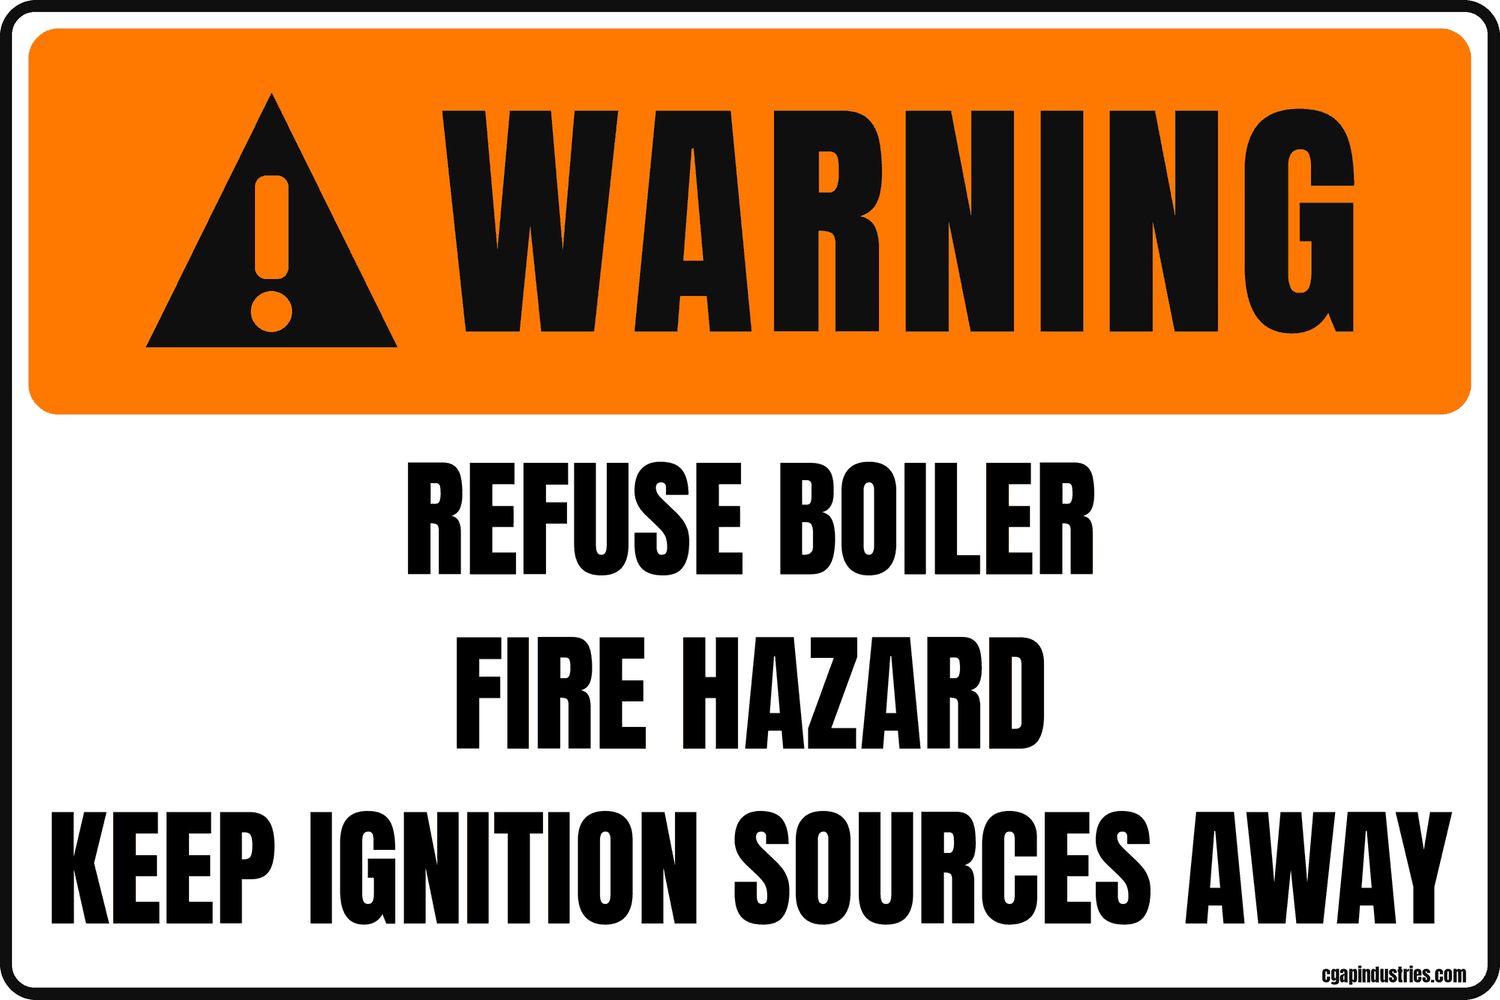 WARNING
REFUSE BOILER
FIRE HAZARD
KEEP IGNITION SOURCES AWAY
cgapindustries.com